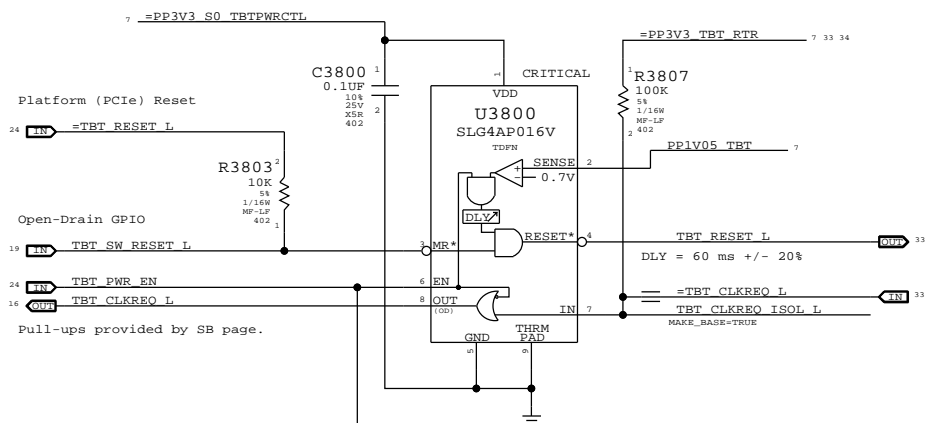 7 =PP3V3_S0_TBTPWRCTL
=PP3V3_TBT_RTR 7 33 34
CRITICAL
C3800
0.1UF
10%
25V
X5R
402
1
2
1
VDD
U3800
SLG4AP016V
TDFN
1
R3807
100K
5%
1/16W
MF-LF
402
2
Platform (PCIe) Reset
24 IN =TBT_RESET_L
PP1V05_TBT 7
R3803
2
10K
5%
1/16W
MF-LF
402
1
SENSE 2
+
-
0.7V
DLY
Open-Drain GPIO
19 IN TBT_SW_RESET_L
3 MR*
RESET* 4
TBT_RESET_L OUT 33
DLY = 60 ms +/- 20%
24 IN TBT_PWR_EN
6 EN
16 OUT TBT_CLKREQ_L
8 OUT
(OD)
=TBT_CLKREQ_L IN 33
IN 7
TBT_CLKREQ_ISOL_L
MAKE_BASE=TRUE
Pull-ups provided by SB page.
GND
THRM
PAD
5
9